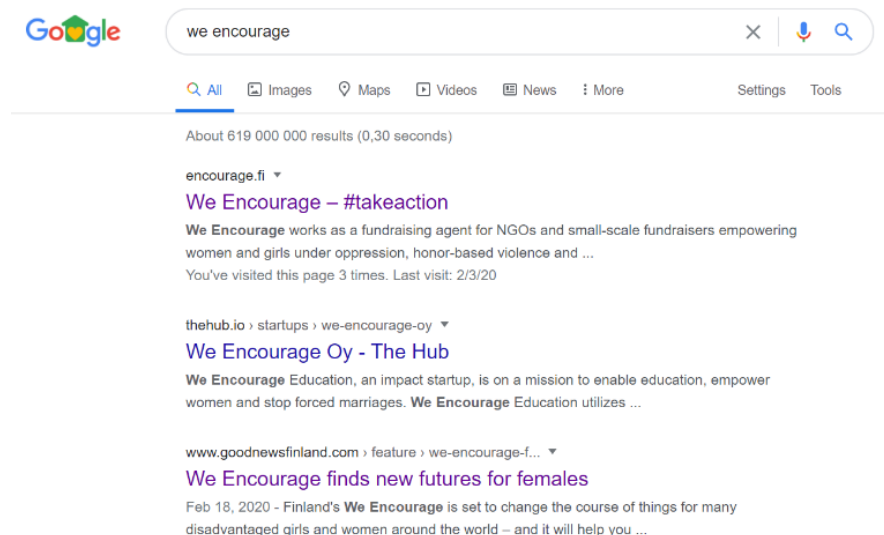 Google
we encourage
All Images Maps Videos News More Settings Tools
About 619 000 000 results (0,30 seconds)
encourage.fi
We Encourage – #takeaction
We Encourage works as a fundraising agent for NGOs and small-scale fundraisers empowering
women and girls under oppression, honor-based violence and ...
You've visited this page 3 times. Last visit: 2/3/20
thehub.io › startups › we-encourage-oy
We Encourage Oy - The Hub
We Encourage Education, an impact startup, is on a mission to enable education, empower
women and stop forced marriages. We Encourage Education utilizes ...
www.goodnewsfinland.com › feature › we-encourage-f...
We Encourage finds new futures for females
Feb 18, 2020 - Finland's We Encourage is set to change the course of things for many
disadvantaged girls and women around the world – and it will help you ...